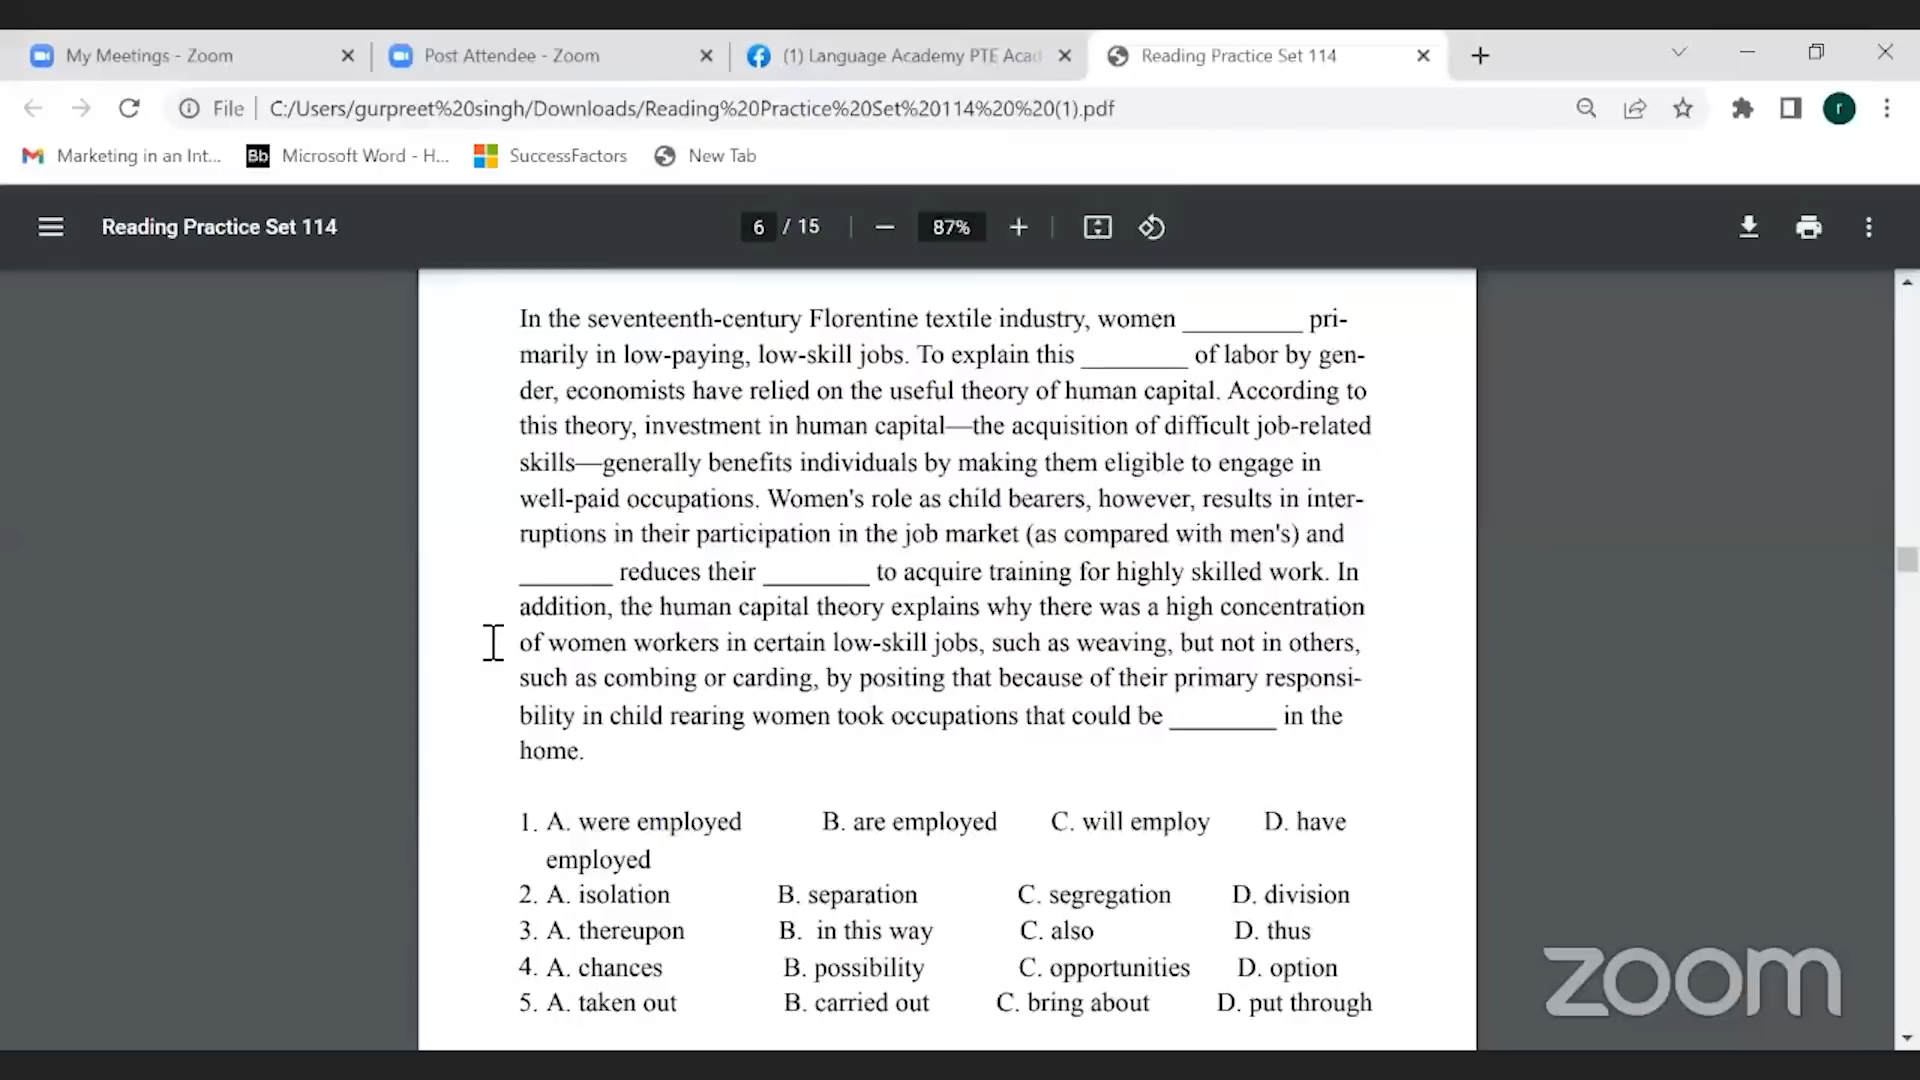 My Meetings - Zoom
Post Attendee - Zoom
(1) Language Academy PTE Acad
Reading Practice Set 114
File
C:/Users/gurpreet%20singh/Downloads/Reading%20Practice%20Set%20114%20%20(1).pdf
r
Marketing in an Int...
Bb
Microsoft Word - H...
SuccessFactors
New Tab
Reading Practice Set 114
6 / 15
87%
In the seventeenth-century Florentine textile industry, women _________ pri-
marily in low-paying, low-skill jobs. To explain this ________ of labor by gen-
der, economists have relied on the useful theory of human capital. According to
this theory, investment in human capital—the acquisition of difficult job-related
skills—generally benefits individuals by making them eligible to engage in
well-paid occupations. Women's role as child bearers, however, results in inter-
ruptions in their participation in the job market (as compared with men's) and
_______ reduces their ________ to acquire training for highly skilled work. In
addition, the human capital theory explains why there was a high concentration
of women workers in certain low-skill jobs, such as weaving, but not in others,
such as combing or carding, by positing that because of their primary responsi-
bility in child rearing women took occupations that could be ________ in the
home.
1. A. were employed B. are employed C. will employ D. have
employed
2. A. isolation B. separation C. segregation D. division
3. A. thereupon B. in this way C. also D. thus
4. A. chances B. possibility C. opportunities D. option
5. A. taken out B. carried out C. bring about D. put through
zoom